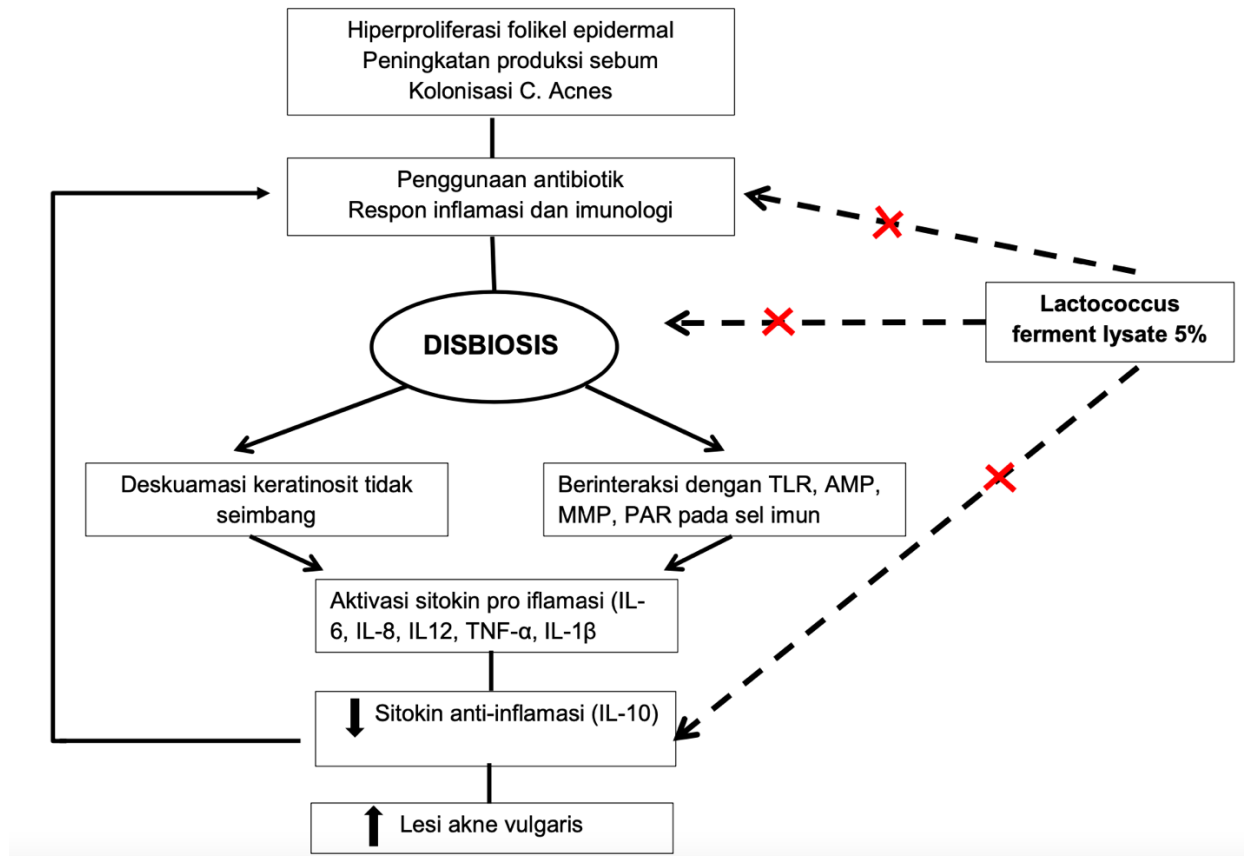 Hiperproliferasi folikel epidermal
Peningkatan produksi sebum
Kolonisasi C. Acnes
Penggunaan antibiotik
Respon inflamasi dan imunologi
Lactococcus
ferment lysate 5%
DISBIOSIS
Deskuamasi keratinosit tidak
seimbang
Berinteraksi dengan TLR, AMP,
MMP, PAR pada sel imun
Aktivasi sitokin pro iflamasi (IL-
6, IL-8, IL12, TNF-α, IL-1β
Sitokin anti-inflamasi (IL-10)
Lesi akne vulgaris